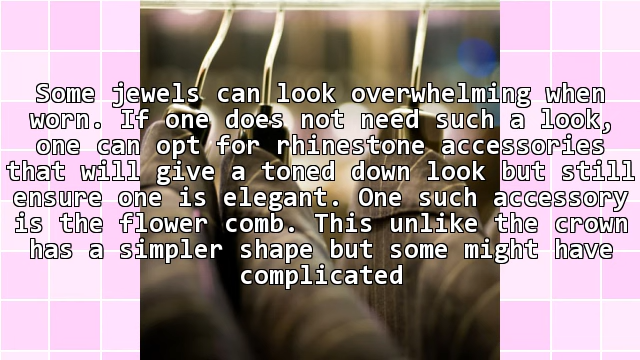 Some jewels can look overwhelming when
worn. If one does not need such a look,
one can opt for rhinestone accessories
that will give a toned down look but still
ensure one is elegant. One such accessory
is the flower comb. This unlike the crown
has a simpler shape but some might have
complicated